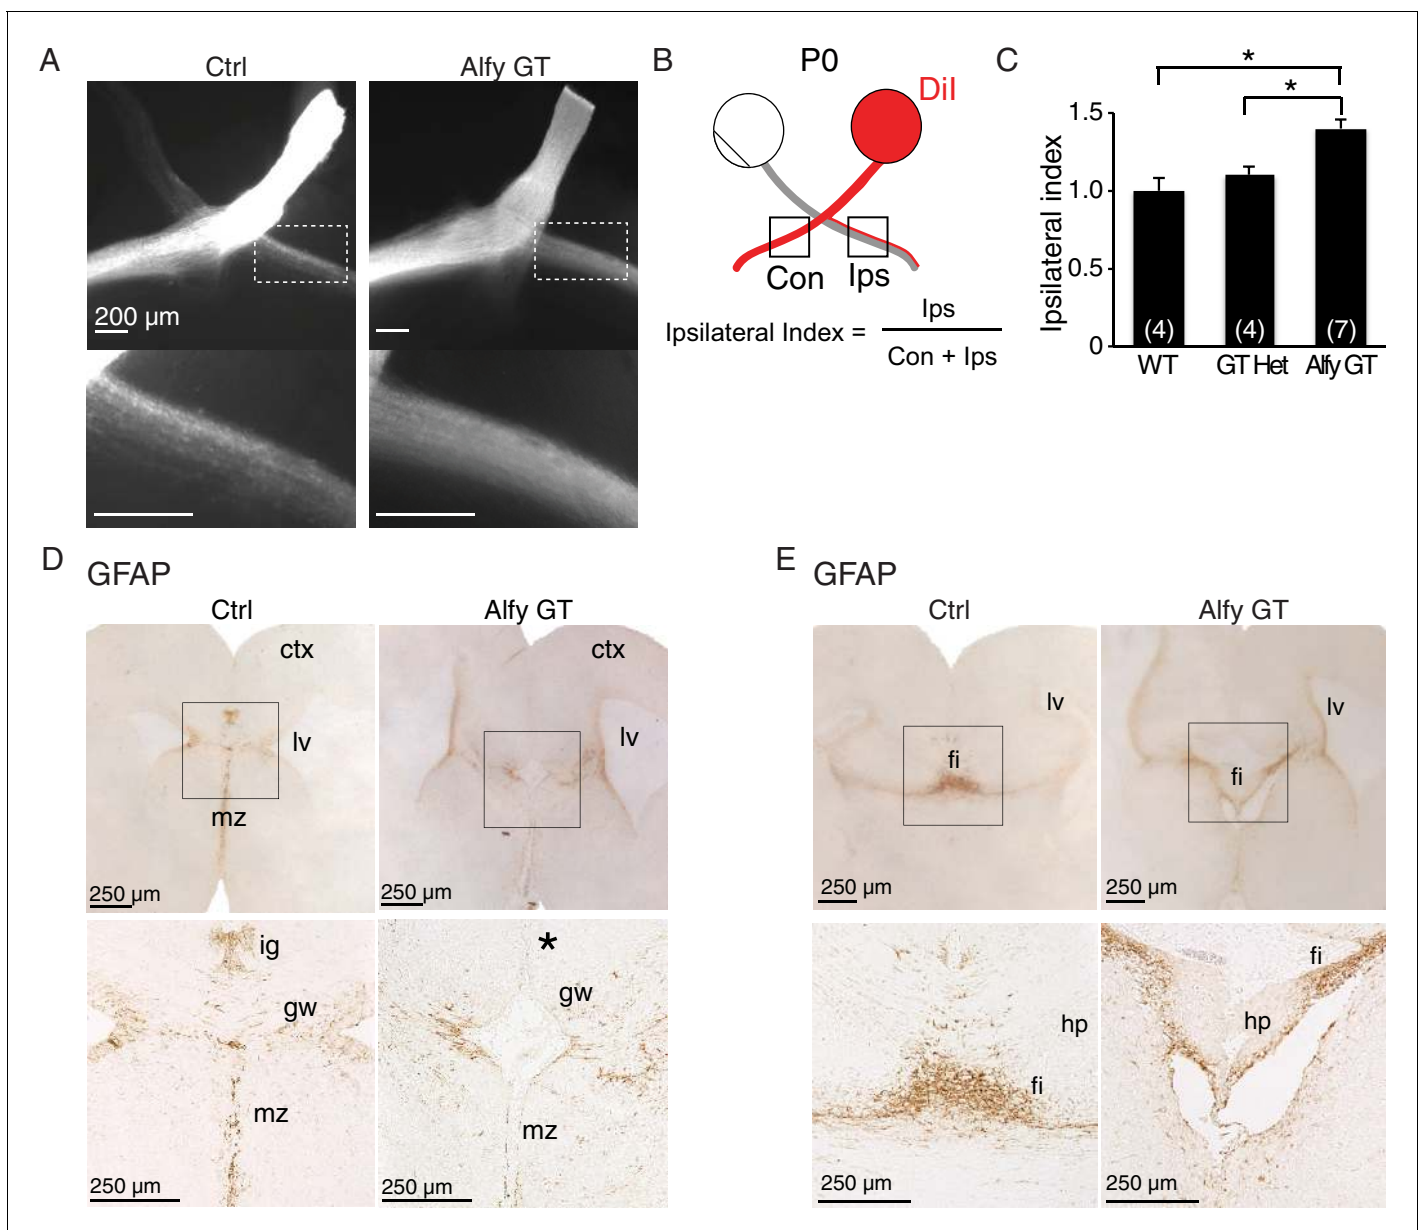 A
Ctrl
Alfy GT
200 µm
B
P0
DiI
Con
Ips
Ipsilateral Index =
Ips
Con + Ips
C
*
*
Ipsilateral index
1.5
1.0
0.5
0
(4)
(4)
(7)
WT
GT Het
Alfy GT
D
GFAP
Ctrl
Alfy GT
ctx
lv
mz
250 µm
ctx
lv
250 µm
ig
gw
mz
250 µm
*
gw
mz
250 µm
E
GFAP
Ctrl
Alfy GT
lv
fi
250 µm
lv
fi
250 µm
hp
fi
250 µm
fi
hp
250 µm